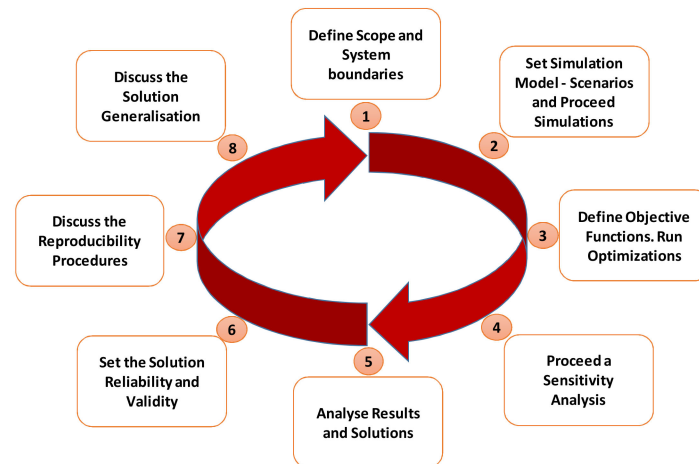 Define Scope and
System
boundaries
1
Set Simulation
Model - Scenarios
and Proceed
Simulations
2
Define Objective
Functions. Run
Optimizations
3
Proceed a
Sensitivity
Analysis
4
Analyse Results
and Solutions
5
Set the Solution
Reliability and
Validity
6
Discuss the
Reproducibility
Procedures
7
Discuss the
Solution
Generalisation
8